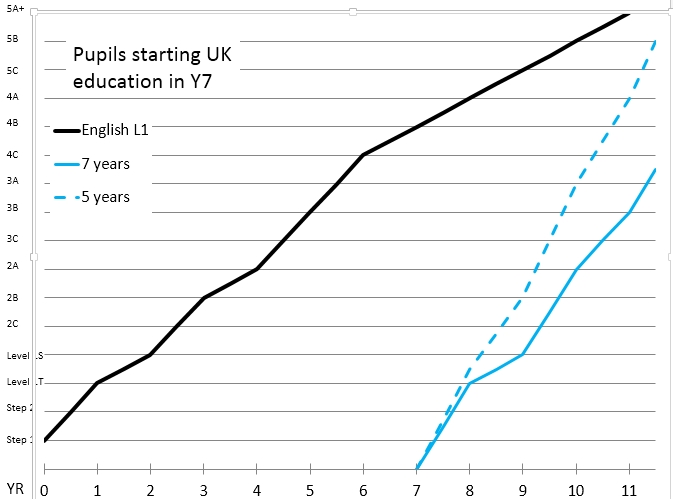 5A+
5B
5C
4A
4B
4C
3A
3B
3C
2A
2B
2C
Level 1S
Level 1T
Step 2
Step 1
Pupils starting UK
education in Y7
English L1
7 years
5 years
YR 0 1 2 3 4 5 6 7 8 9 10 11